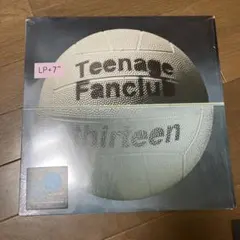 LP+7"
Teenage
Fanclub
thirteen